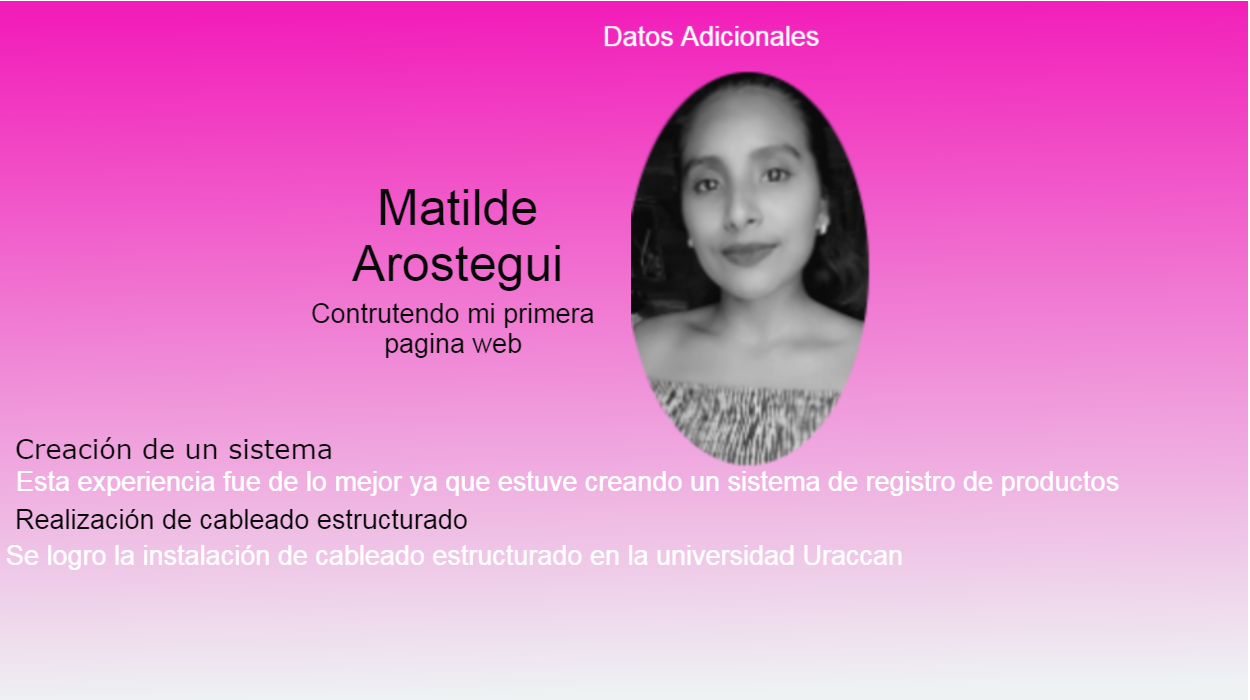 Datos Adicionales
Matilde
Arostegui
Contrutendo mi primera
pagina web
Creación de un sistema
Esta experiencia fue de lo mejor ya que estuve creando un sistema de registro de productos
Realización de cableado estructurado
Se logro la instalación de cableado estructurado en la universidad Uraccan